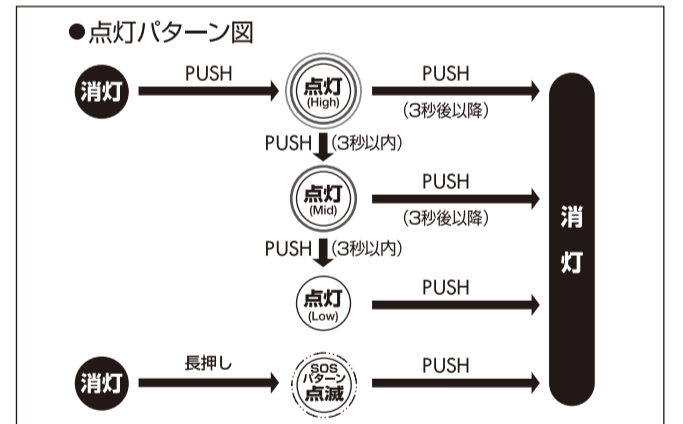 ●点灯パターン図
消灯
PUSH
点灯
(High)
PUSH
(3秒後以降)
PUSH
(3秒以内)
点灯
(Mid)
PUSH
(3秒後以降)
PUSH
(3秒以内)
点灯
(Low)
PUSH
消灯
長押し
SOS
パターン
点滅
PUSH
消灯